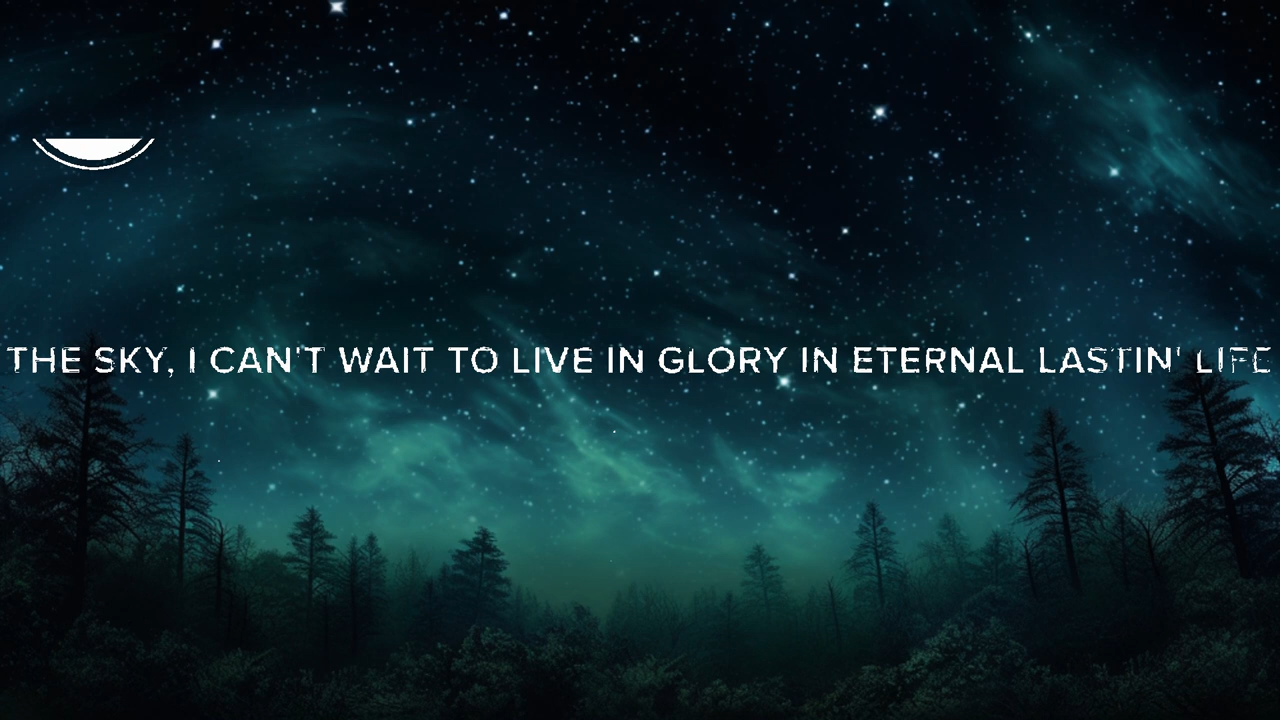 THE SKY, I CAN'T WAIT TO LIVE IN GLORY IN ETERNAL LASTIN' LIFE